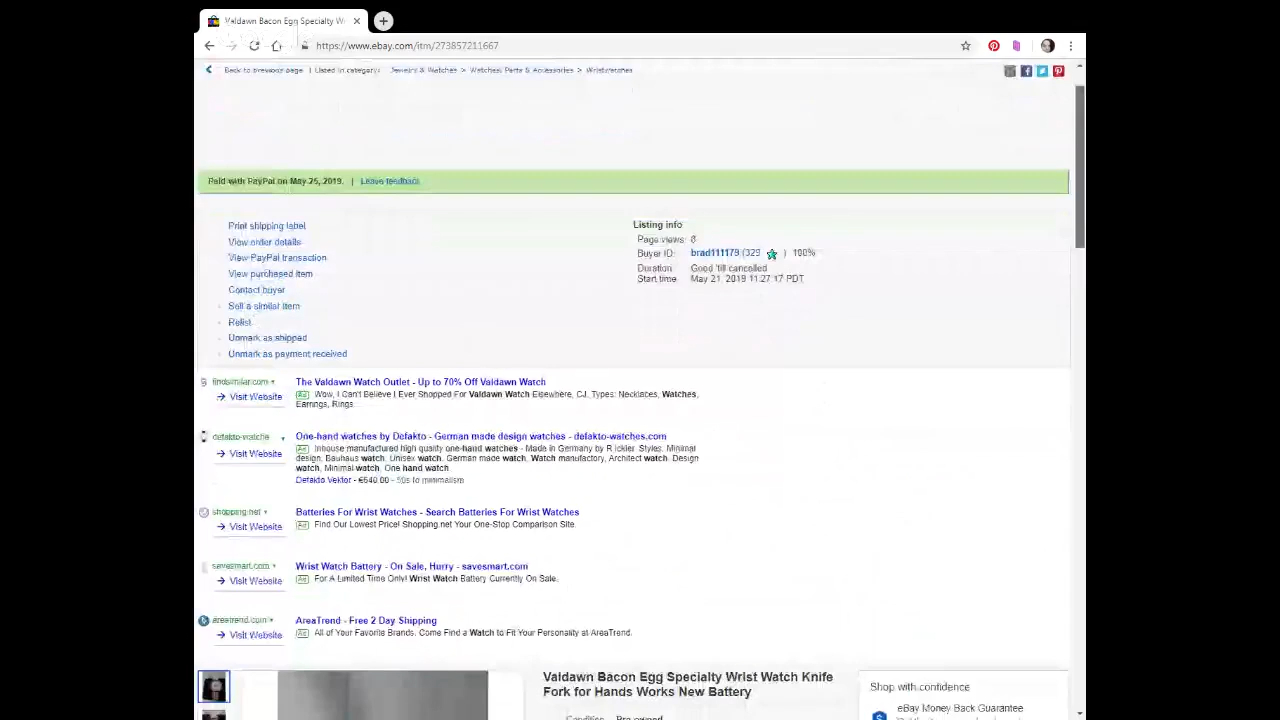 Valdawn Bacon Egg Specialty Wr
https://www.ebay.com/itm/273857211667
Back to previous page | Listed in category: Jewelry & Watches > Watches, Parts & Accessories > Wristwatches
Paid with PayPal on May 25, 2019. | Leave feedback
Print shipping label
View order details
View PayPal transaction
View purchased item
Contact buyer
Sell a similar item
Relist
Unmark as shipped
Unmark as payment received
Listing info
Page views: 8
Buyer ID: brad111179 (329 ) 100%
Duration Good 'till cancelled
Start time May 21, 2019 11:27:17 PDT
findsimilar.com
Visit Website
The Valdawn Watch Outlet - Up to 70% Off Valdawn Watch
Ad Wow, I Can't Believe I Ever Shopped For Valdawn Watch Elsewhere, CJ. Types: Necklaces, Watches,
Earrings, Rings.
defakto-watche
Visit Website
One-hand watches by Defakto - German made design watches - defakto-watches.com
Ad Inhouse manufactured high quality one-hand watches - Made in Germany by R Ickler. Styles: Minimal
design, Bauhaus watch, Unisex watch, German made watch, Watch manufactory, Architect watch, Design
watch, Minimal watch, One hand watch
Defakto Vektor - €640.00 - 50s to minimalism
shopping.net
Visit Website
Batteries For Wrist Watches - Search Batteries For Wrist Watches
Ad Find Our Lowest Price! Shopping.net Your One-Stop Comparison Site.
savesmart.com
Visit Website
Wrist Watch Battery - On Sale, Hurry - savesmart.com
Ad For A Limited Time Only! Wrist Watch Battery Currently On Sale.
areatrend.com
Visit Website
AreaTrend - Free 2 Day Shipping
Ad All of Your Favorite Brands. Come Find a Watch to Fit Your Personality at AreaTrend.
Valdawn Bacon Egg Specialty Wrist Watch Knife
Fork for Hands Works New Battery
Condition: Pre-owned
Shop with confidence
eBay Money Back Guarantee